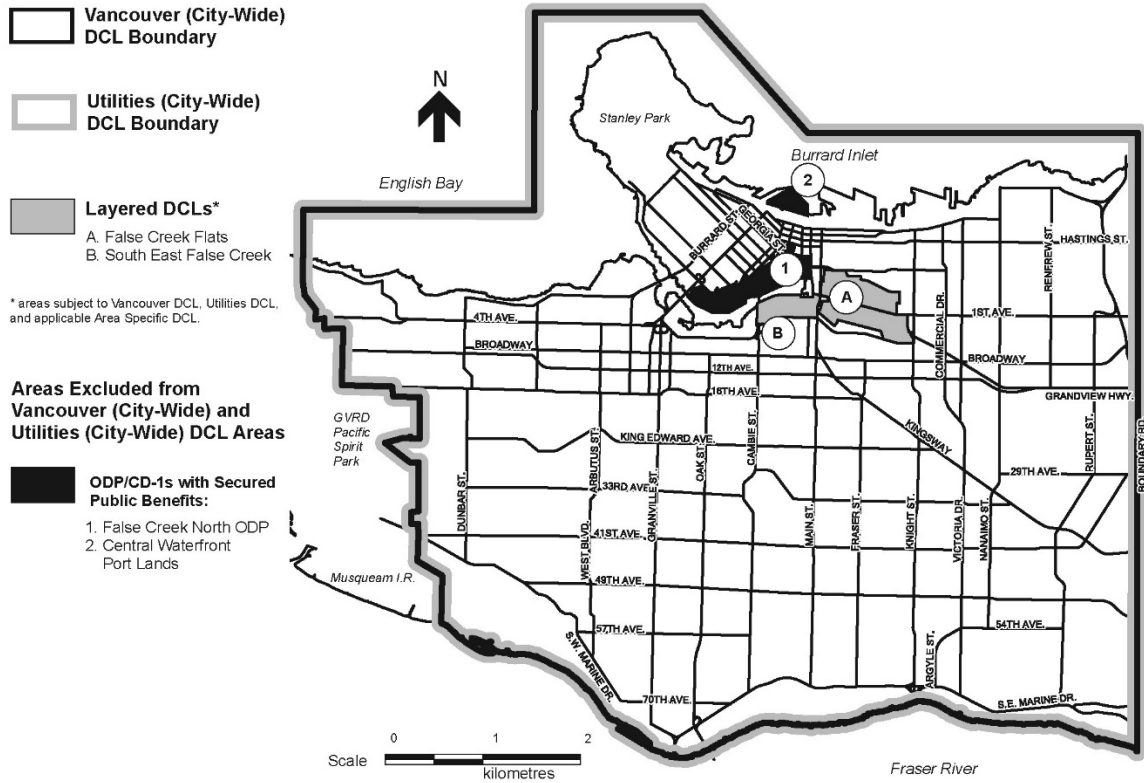 Vancouver (City-Wide)
DCL Boundary
Utilities (City-Wide)
DCL Boundary
Layered DCLs*
A. False Creek Flats
B. South East False Creek
* areas subject to Vancouver DCL, Utilities DCL,
and applicable Area Specific DCL.
Areas Excluded from
Vancouver (City-Wide) and
Utilities (City-Wide) DCL Areas
ODP/CD-1s with Secured
Public Benefits:
1. False Creek North ODP
2. Central Waterfront
Port Lands
N
Stanley Park
English Bay
Burrard Inlet
2
BURRARD ST.
GEORGIA ST.
HASTINGS ST.
RENFREW ST.
1
A
B
4TH AVE.
1ST AVE.
COMMERCIAL DR.
BROADWAY
BROADWAY
12TH AVE.
16TH AVE.
GRANDVIEW HWY.
GVRD
Pacific
Spirit
Park
KING EDWARD AVE.
KINGSWAY
RUPERT ST.
BOUNDARY RD.
DUNBAR ST.
ARBUTUS ST.
OAK ST.
CAMBIE ST.
29TH AVE.
33RD AVE.
WEST BLVD.
GRANVILLE ST.
MAIN ST.
FRASER ST.
KNIGHT ST.
VICTORIA DR.
NANAIMO ST.
41ST AVE.
Musqueam I.R.
49TH AVE.
57TH AVE.
54TH AVE.
S.W. MARINE DR.
ARGYLE ST.
70TH AVE.
S.E. MARINE DR.
0 1 2
Scale
kilometres
Fraser River